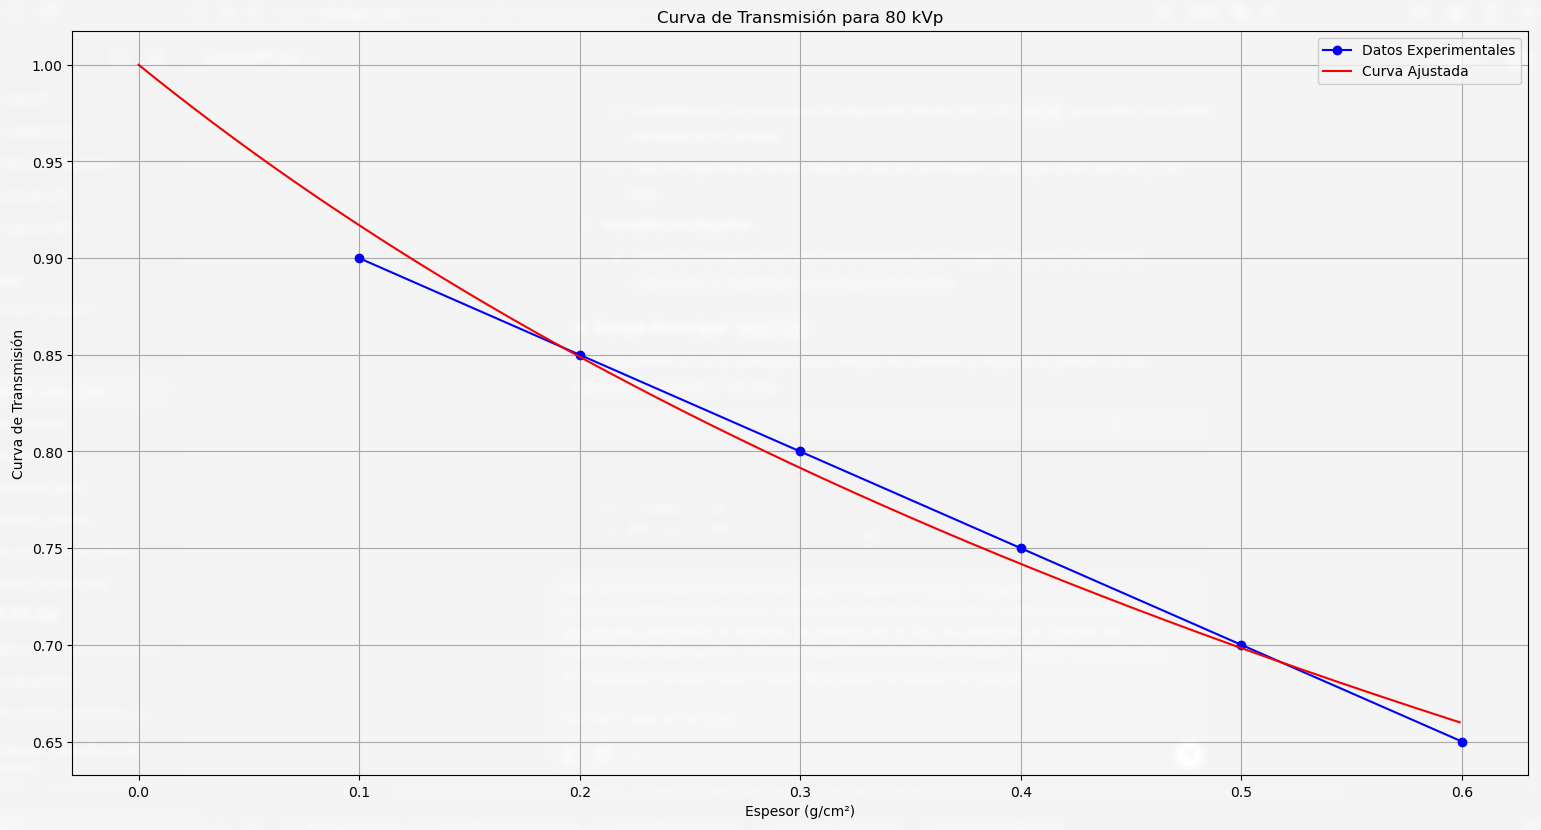 Curva de Transmisión para 80 kVp
Datos Experimentales
Curva Ajustada
Curva de Transmisión
1.00
0.95
0.90
0.85
0.80
0.75
0.70
0.65
0.0 0.1 0.2 0.3 0.4 0.5 0.6
Espesor (g/cm²)